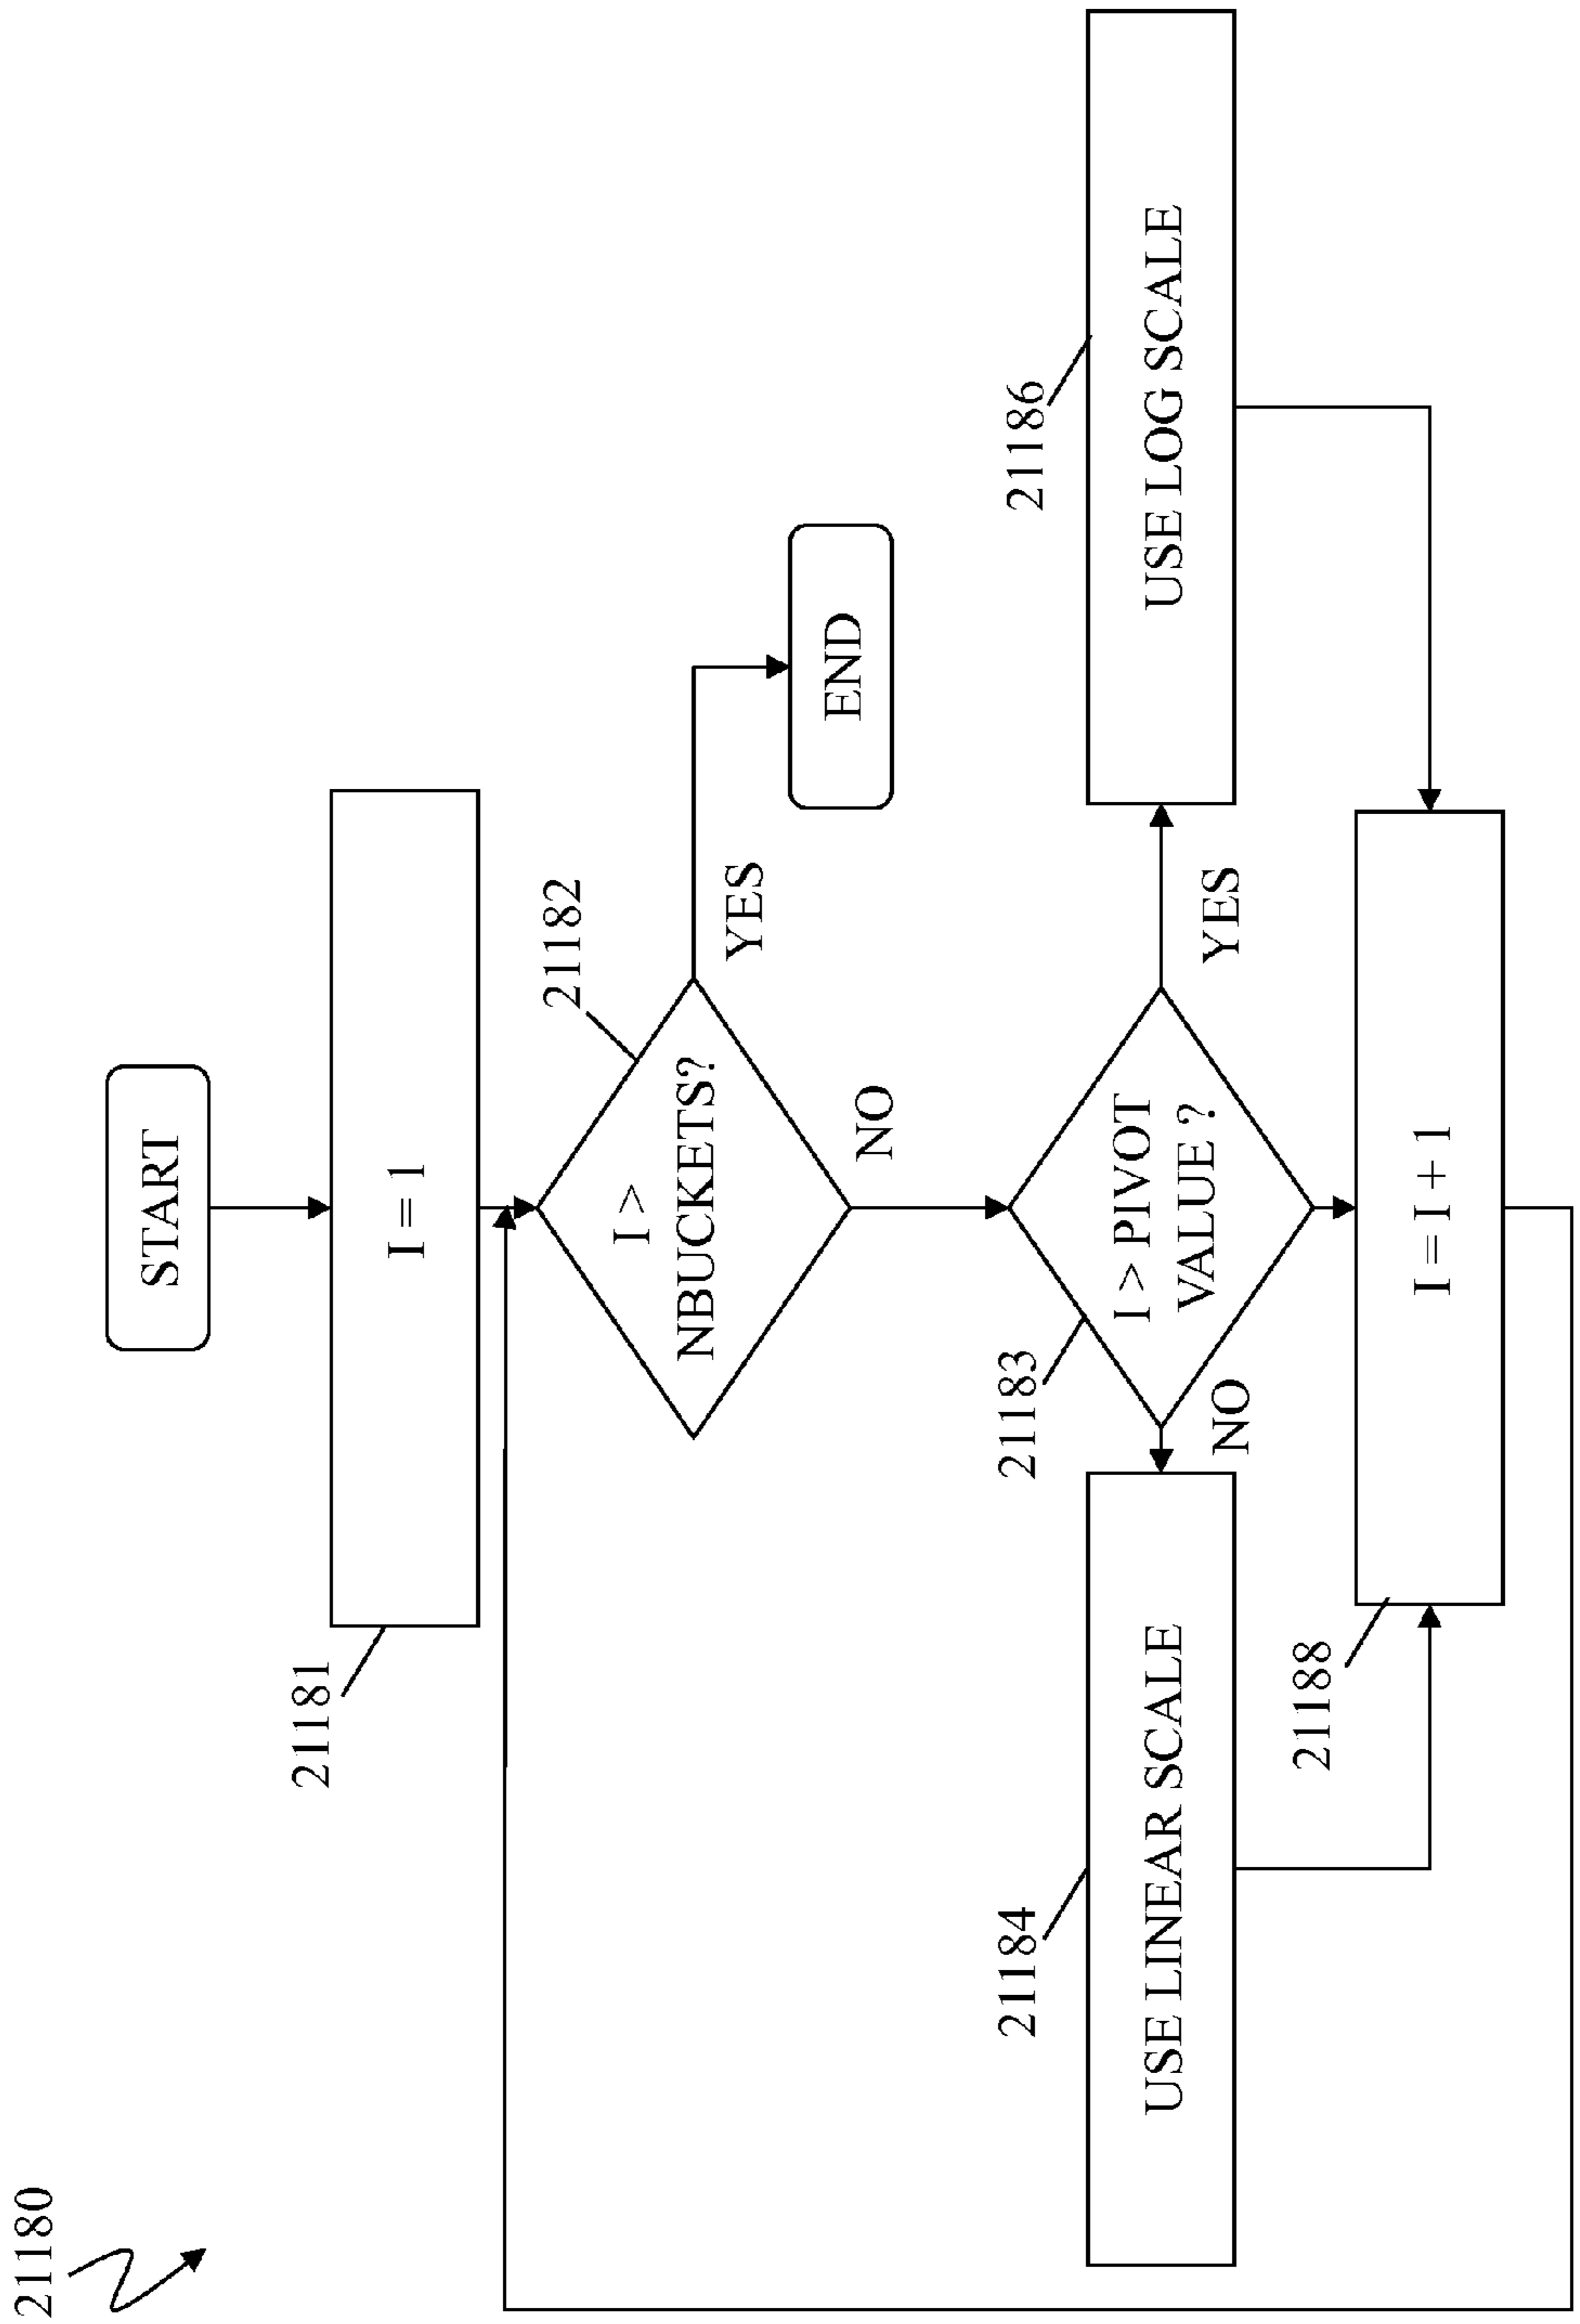 21180
START
21181
I = 1
21182
I >
NBUCKETS?
YES
END
NO
21183
I > PIVOT
VALUE ?
NO
YES
21184
USE LINEAR SCALE
21186
USE LOG SCALE
21188
I = I + 1